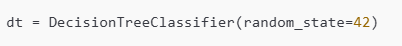 dt = DecisionTreeClassifier(random_state=42)